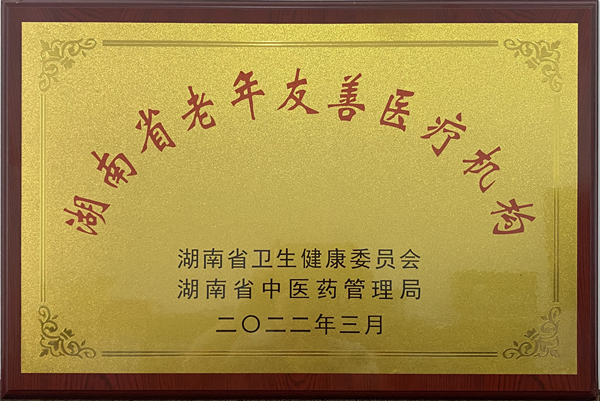 湖南省老年友善医疗机构
湖南省卫生健康委员会
湖南省中医药管理局
二〇二二年三月